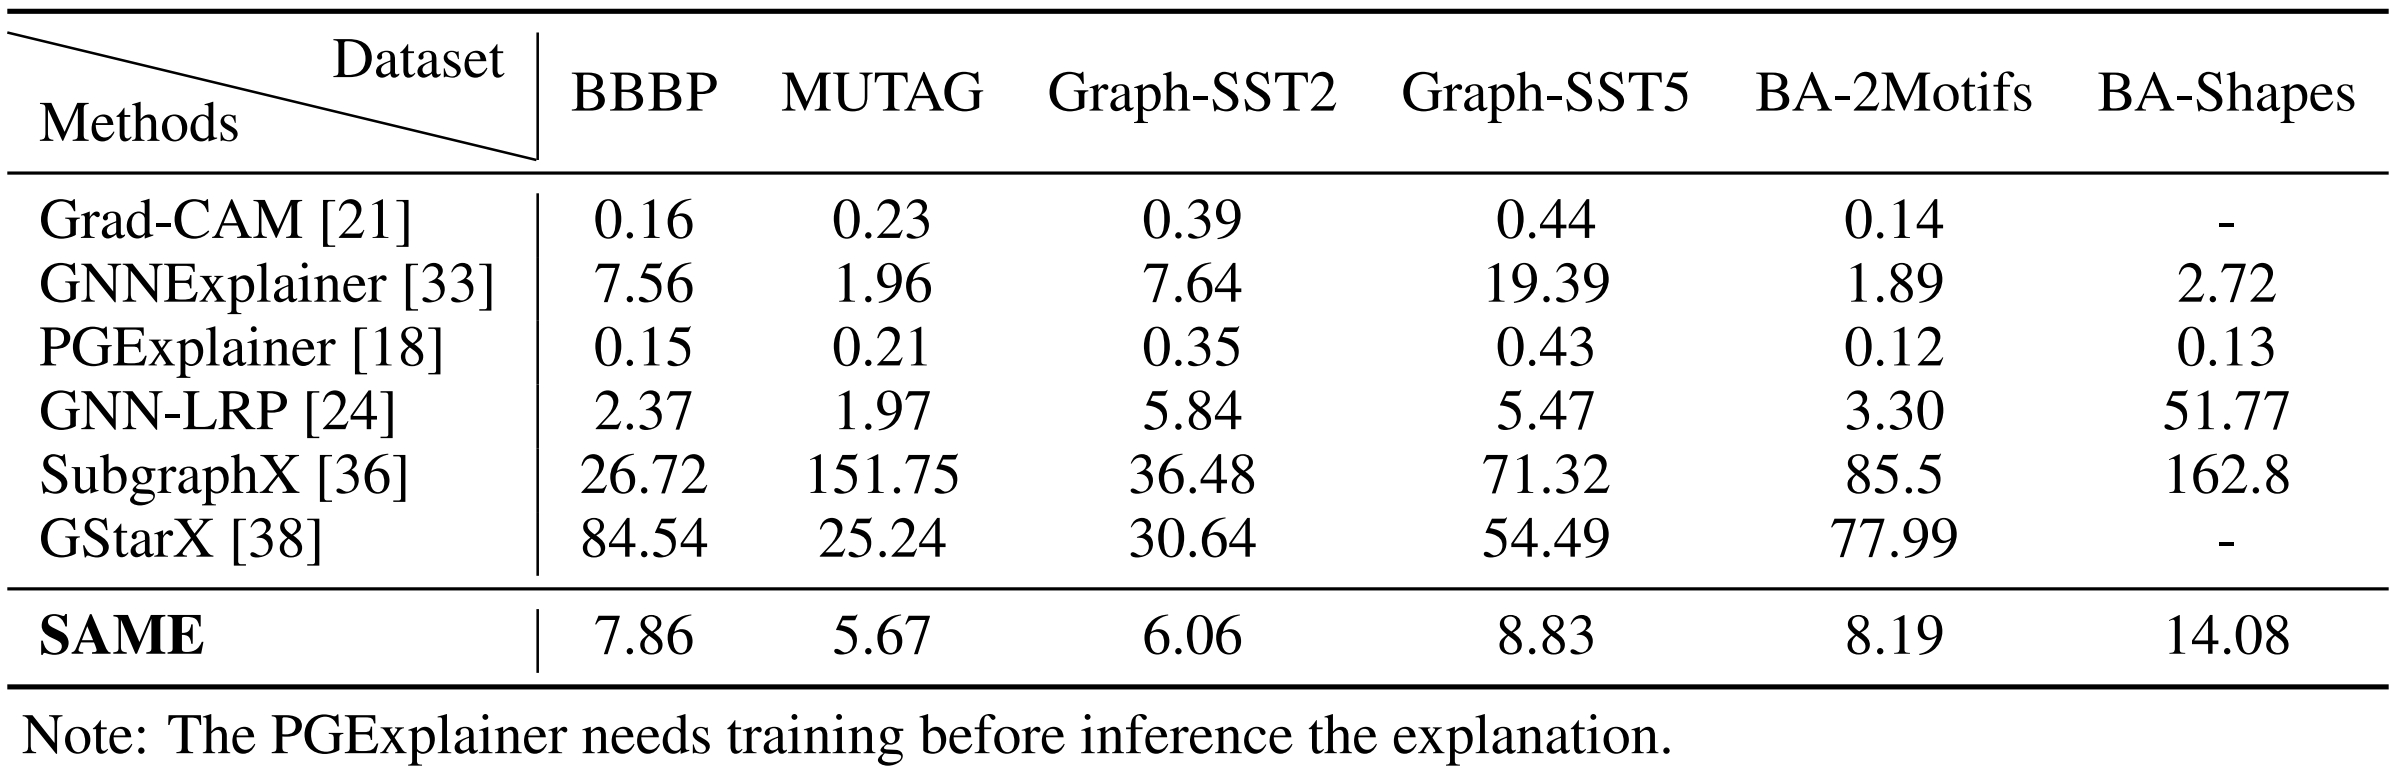 Dataset
Methods
BBBP MUTAG Graph-SST2 Graph-SST5 BA-2Motifs BA-Shapes
Grad-CAM [21] 0.16 0.23 0.39 0.44 0.14 -
GNNExplainer [33] 7.56 1.96 7.64 19.39 1.89 2.72
PGExplainer [18] 0.15 0.21 0.35 0.43 0.12 0.13
GNN-LRP [24] 2.37 1.97 5.84 5.47 3.30 51.77
SubgraphX [36] 26.72 151.75 36.48 71.32 85.5 162.8
GStarX [38] 84.54 25.24 30.64 54.49 77.99 -
SAME 7.86 5.67 6.06 8.83 8.19 14.08
Note: The PGExplainer needs training before inference the explanation.